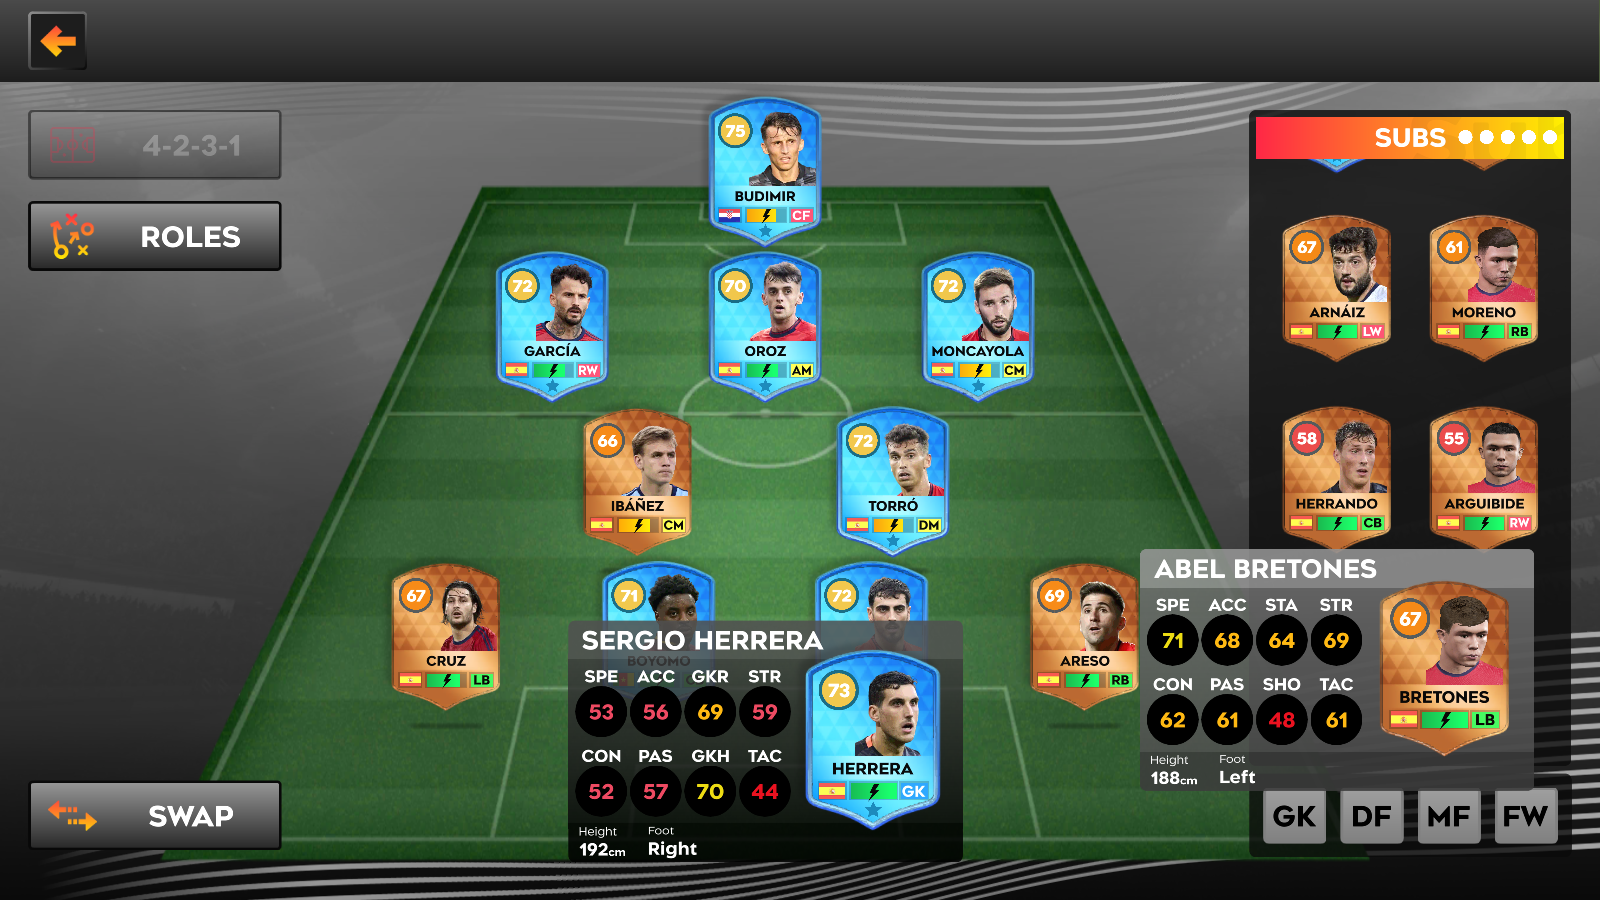 4-2-3-1
ROLES
SWAP
75
BUDIMIR
CF
72
GARCÍA
RW
70
OROZ
AM
72
MONCAYOLA
CM
66
IBÁÑEZ
CM
72
TORRÓ
DM
67
CRUZ
LB
71
BOYOMO
72
69
ARESO
RB
SERGIO HERRERA
SPE ACC GKR STR
53 56 69 59
CON PAS GKH TAC
52 57 70 44
Height Foot
192cm Right
73
HERRERA
GK
SUBS
67
ARNÁIZ
LW
61
MORENO
RB
58
HERRANDO
CB
55
ARGUIBIDE
RW
ABEL BRETONES
SPE ACC STA STR
71 68 64 69
CON PAS SHO TAC
62 61 48 61
Height Foot
188cm Left
67
BRETONES
LB
GK DF MF FW